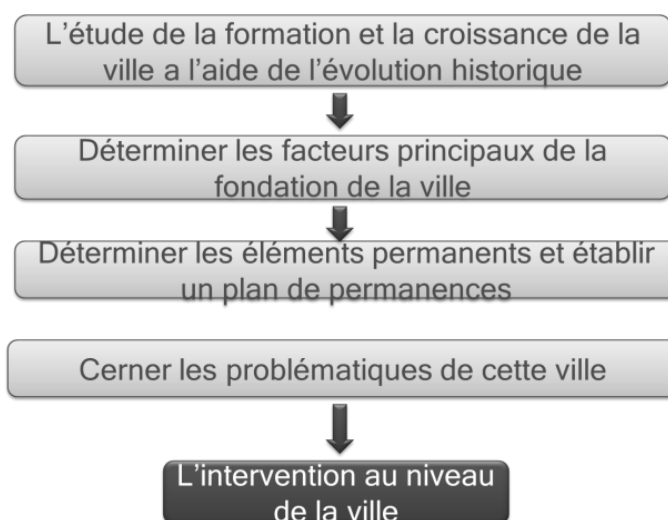 L’étude de la formation et la croissance de la
ville a l’aide de l’évolution historique
Déterminer les facteurs principaux de la
fondation de la ville
Déterminer les éléments permanents et établir
un plan de permanences
Cerner les problématiques de cette ville
L’intervention au niveau
de la ville